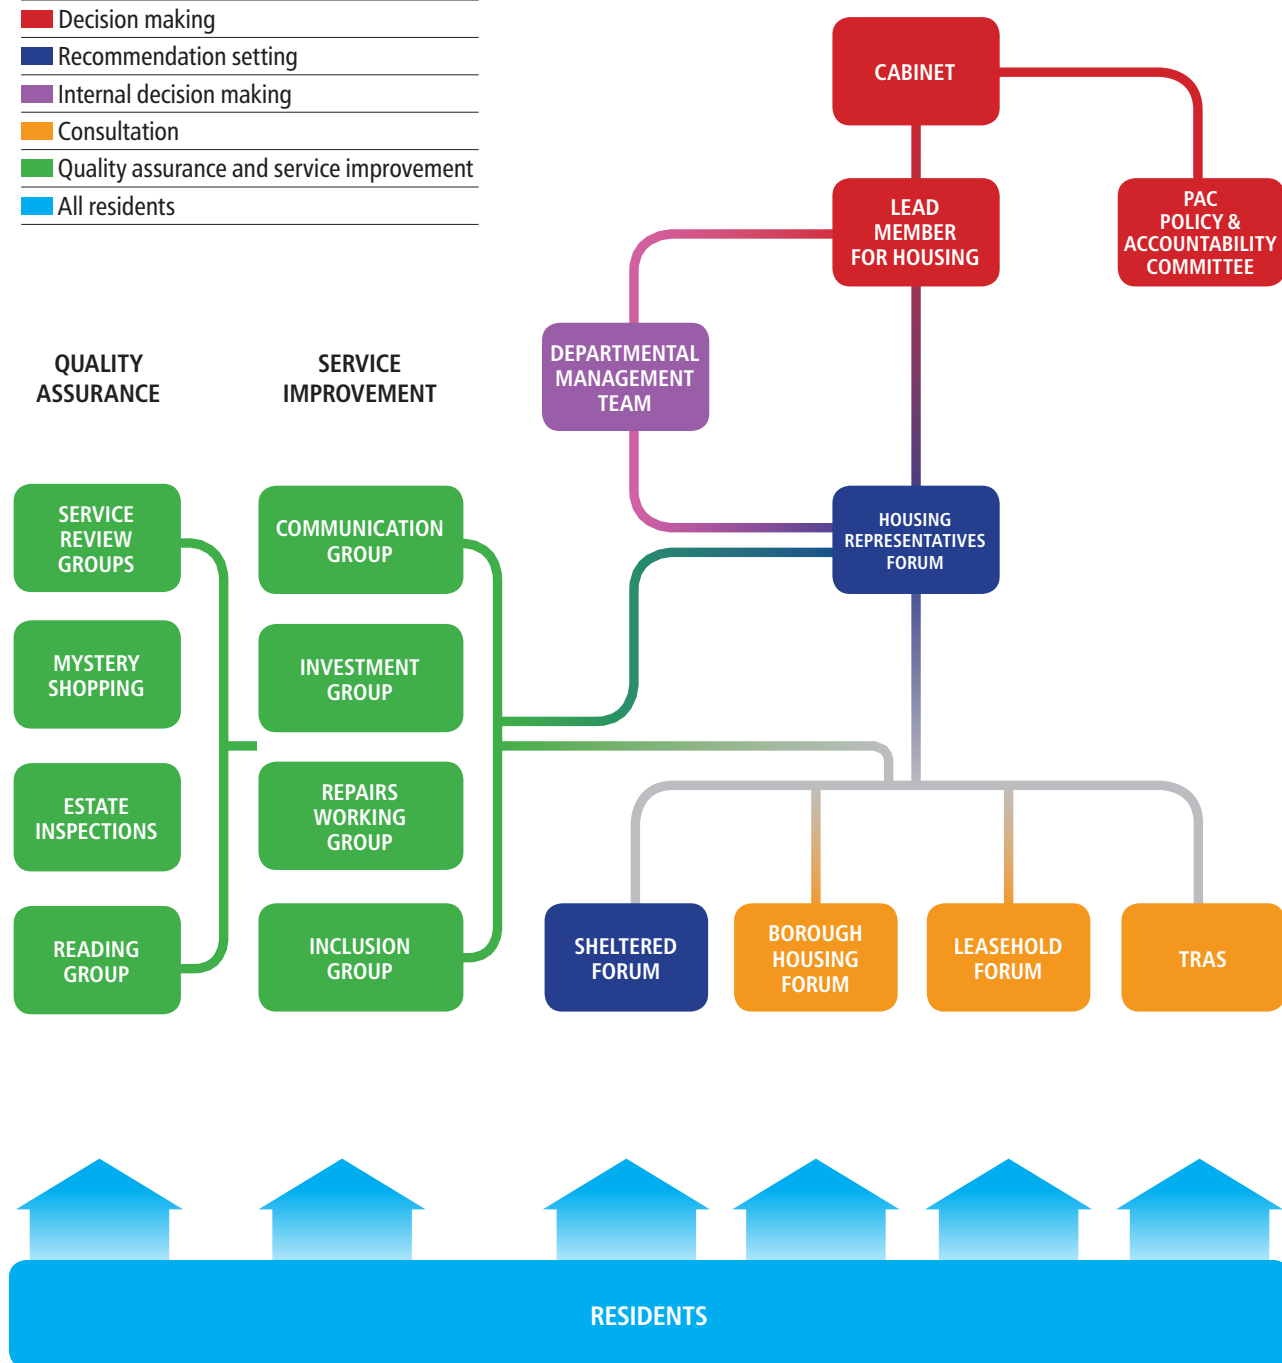 Decision making
Recommendation setting
Internal decision making
Consultation
Quality assurance and service improvement
All residents
CABINET
LEAD
MEMBER
FOR HOUSING
PAC
POLICY &
ACCOUNTABILITY
COMMITTEE
DEPARTMENTAL
MANAGEMENT
TEAM
QUALITY
ASSURANCE
SERVICE
IMPROVEMENT
SERVICE
REVIEW
GROUPS
COMMUNICATION
GROUP
HOUSING
REPRESENTATIVES
FORUM
MYSTERY
SHOPPING
INVESTMENT
GROUP
ESTATE
INSPECTIONS
REPAIRS
WORKING
GROUP
READING
GROUP
INCLUSION
GROUP
SHELTERED
FORUM
BOROUGH
HOUSING
FORUM
LEASEHOLD
FORUM
TRAS
RESIDENTS